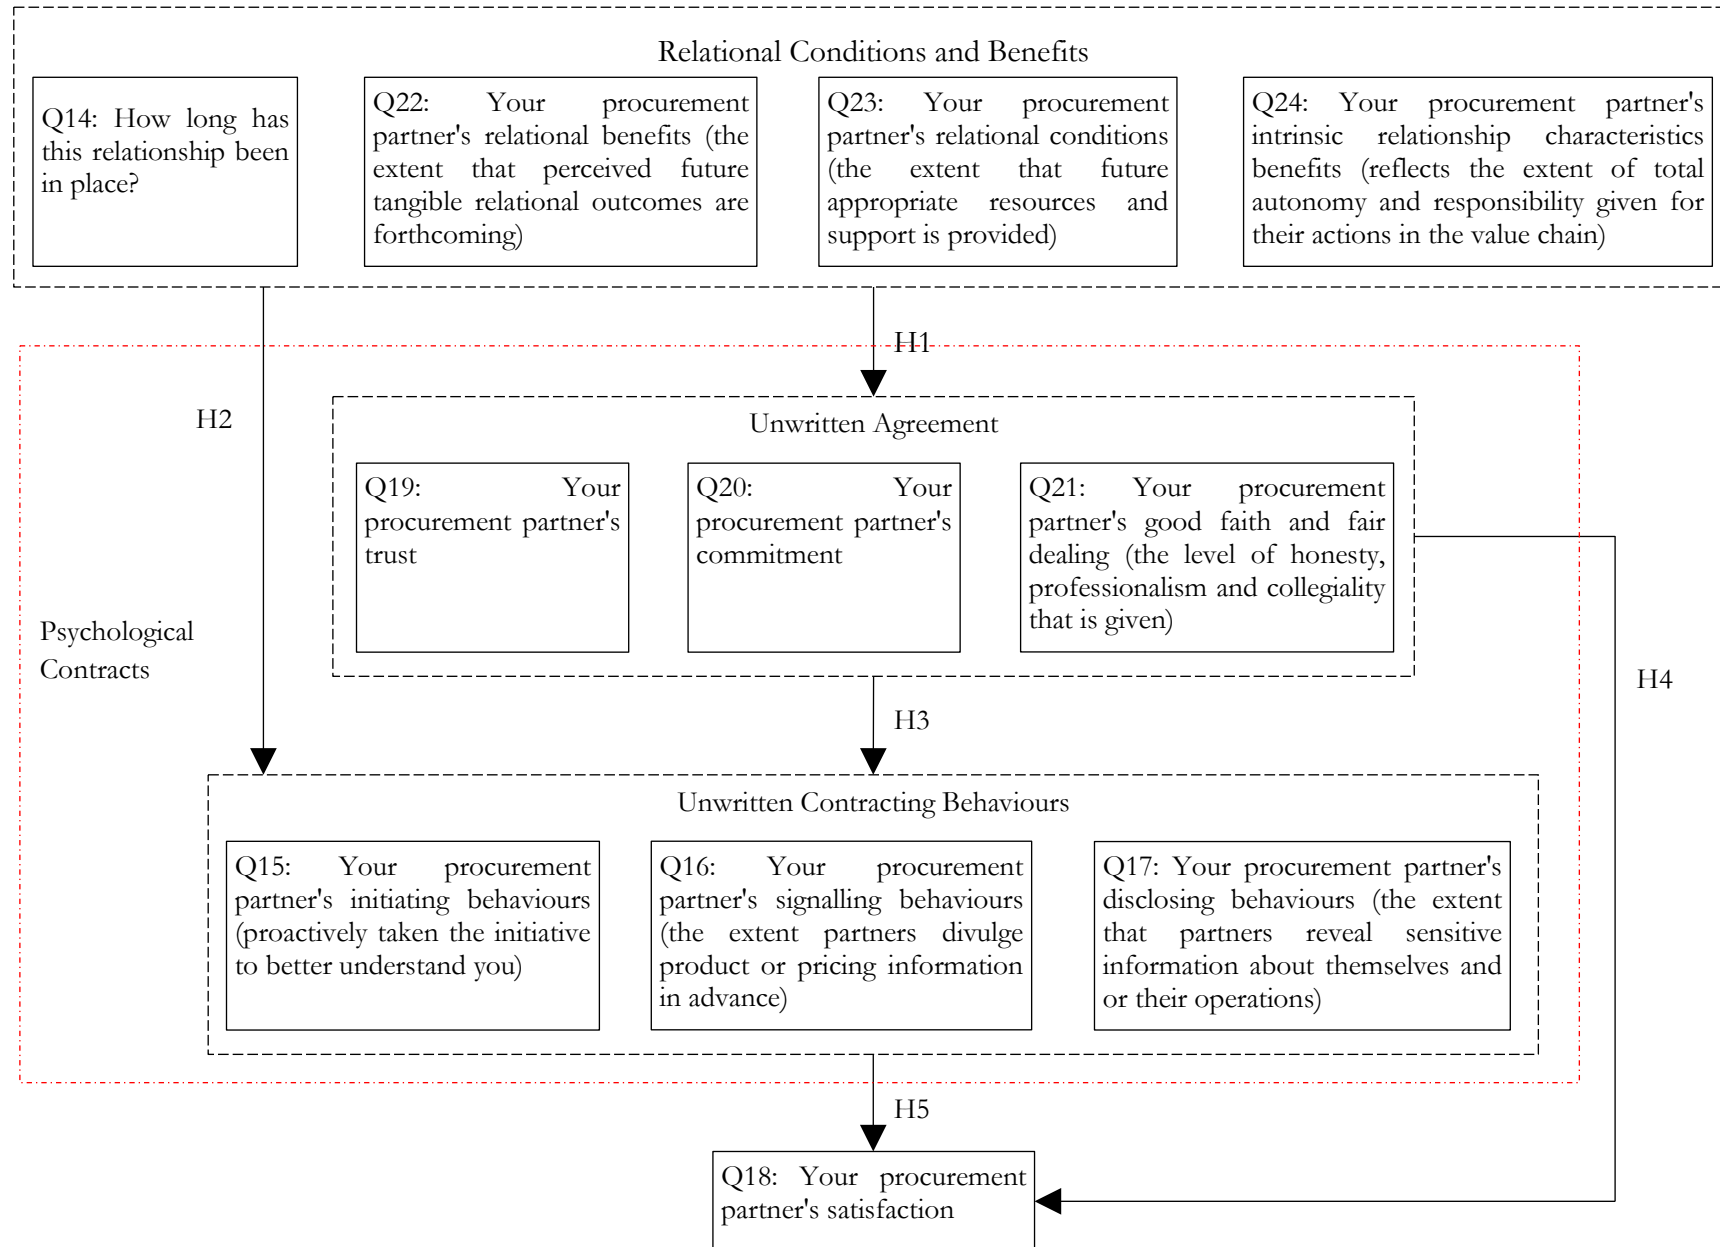 Relational Conditions and Benefits
Q14: How long has
this relationship been
in place?
Q22: Your procurement
partner's relational benefits (the
extent that perceived future
tangible relational outcomes are
forthcoming)
Q23: Your procurement
partner's relational conditions
(the extent that future
appropriate resources and
support is provided)
Q24: Your procurement partner's
intrinsic relationship characteristics
benefits (reflects the extent of total
autonomy and responsibility given for
their actions in the value chain)
H1
H2
Unwritten Agreement
Q19: Your
procurement partner's
trust
Q20: Your
procurement partner's
commitment
Q21: Your procurement
partner's good faith and fair
dealing (the level of honesty,
professionalism and collegiality
that is given)
Psychological
Contracts
H4
H3
Unwritten Contracting Behaviours
Q15: Your procurement
partner's initiating behaviours
(proactively taken the initiative
to better understand you)
Q16: Your procurement
partner's signalling behaviours
(the extent partners divulge
product or pricing information
in advance)
Q17: Your procurement partner's
disclosing behaviours (the extent
that partners reveal sensitive
information about themselves and
or their operations)
H5
Q18: Your procurement
partner's satisfaction